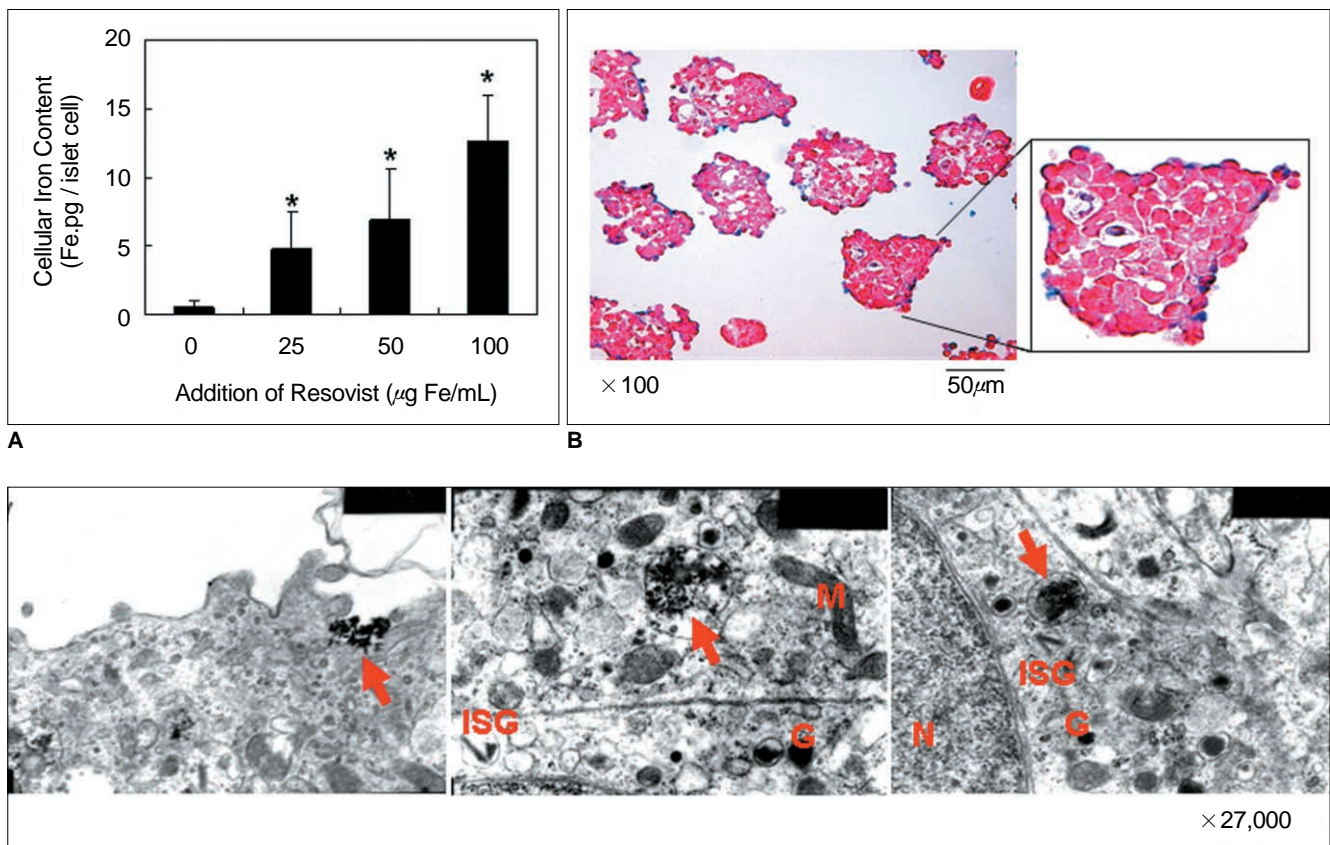 20
15
10
5
0
Cellular Iron Content
(Fe.pg / islet cell)
*
*
*
0 25 50 100
Addition of Resovist (μg Fe/mL)
A
×100
50μm
B
M
ISG
G
N
ISG
G
×27,000